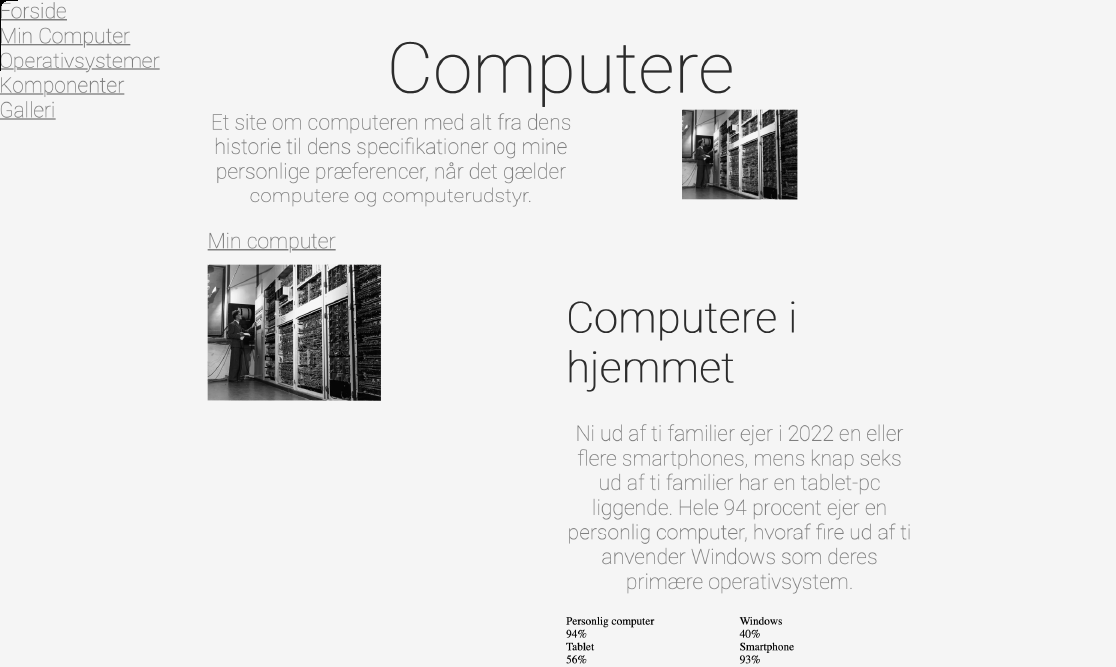 Forside
Min Computer
Operativsystemer
Komponenter
Galleri
Computere
Et site om computeren med alt fra dens
historie til dens specifikationer og mine
personlige præferencer, når det gælder
computere og computerudstyr.
Min computer
Computere i
hjemmet
Ni ud af ti familier ejer i 2022 en eller
flere smartphones, mens knap seks
ud af ti familier har en tablet-pc
liggende. Hele 94 procent ejer en
personlig computer, hvoraf fire ud af ti
anvender Windows som deres
primære operativsystem.
Personlig computer
94%
Tablet
56%
Windows
40%
Smartphone
93%